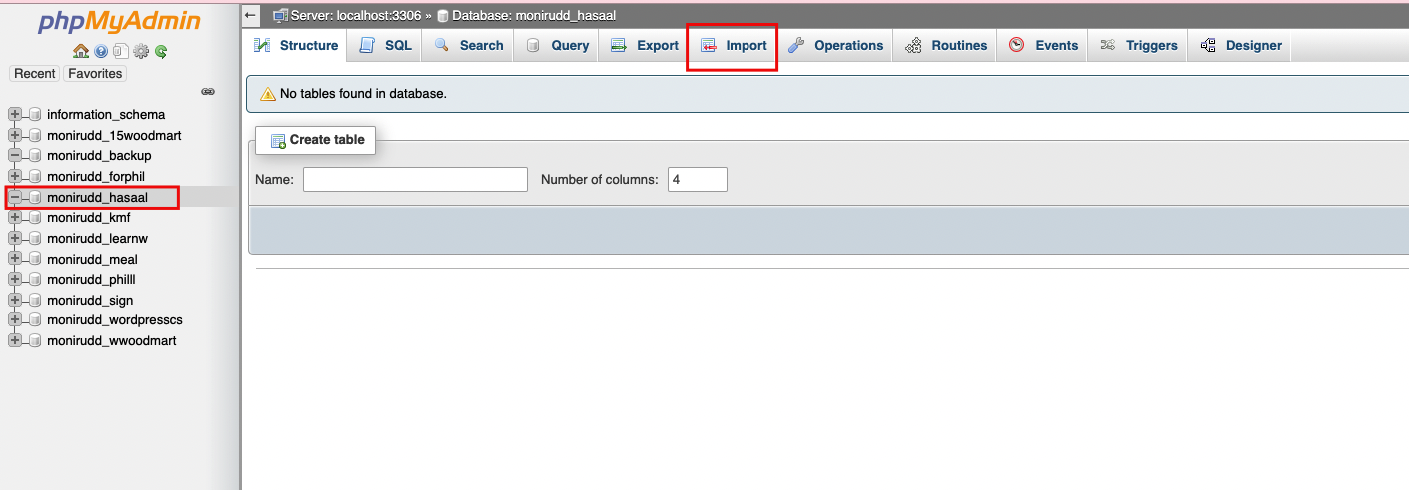 phpMyAdmin
Recent Favorites
information_schema
monirudd_15woodmart
monirudd_backup
monirudd_forphil
monirudd_hasaal
monirudd_kmf
monirudd_learnw
monirudd_meal
monirudd_philll
monirudd_sign
monirudd_wordpresscs
monirudd_wwoodmart
Server: localhost:3306 » Database: monirudd_hasaal
Structure SQL Search Query Export Import Operations Routines Events Triggers Designer
No tables found in database.
Create table
Name: Number of columns: 4